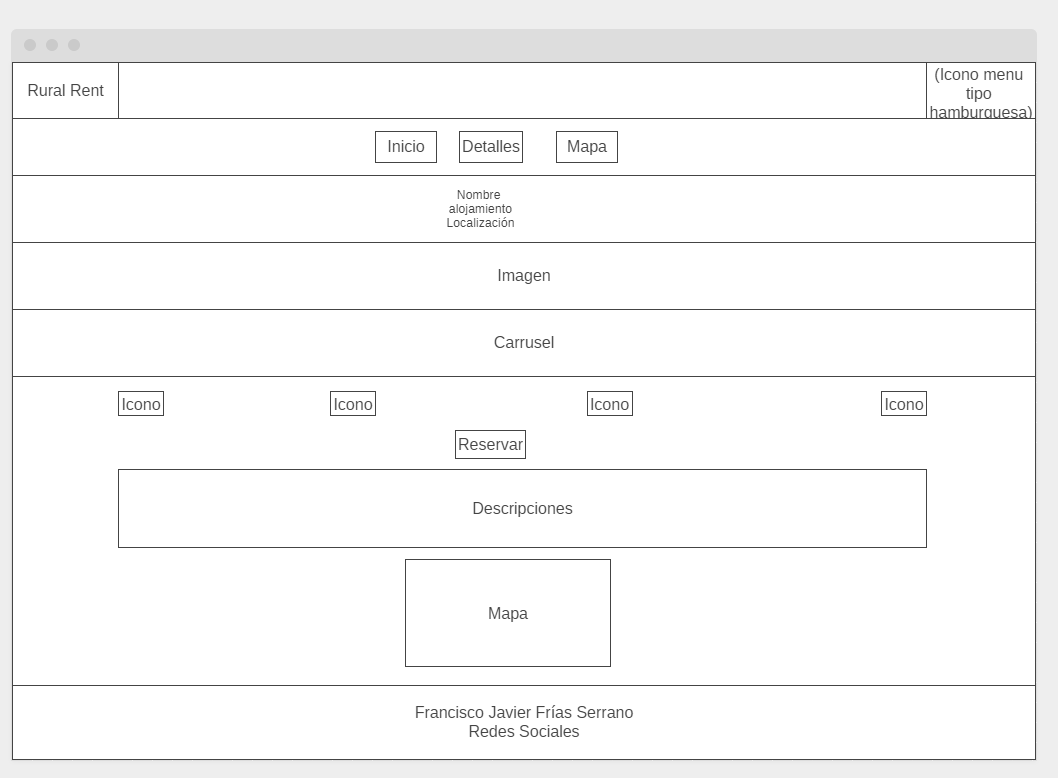 Rural Rent
(Icono menu
tipo
hamburguesa)
Inicio
Detalles
Mapa
Nombre
alojamiento
Localización
Imagen
Carrusel
Icono
Icono
Icono
Icono
Reservar
Descripciones
Mapa
Francisco Javier Frías Serrano
Redes Sociales